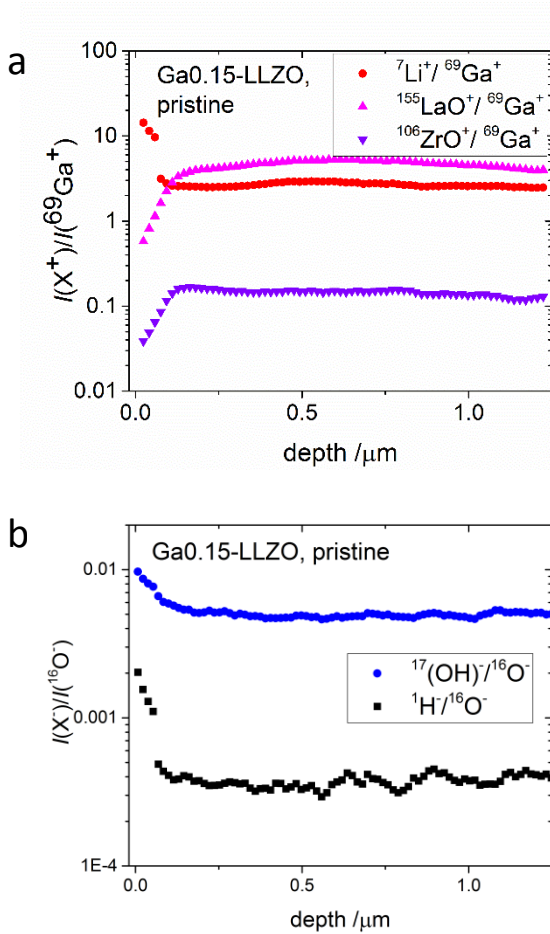 a
Ga0.15-LLZO,
pristine
⁷Li⁺/ ⁶⁹Ga⁺
¹⁵⁵LaO⁺/ ⁶⁹Ga⁺
¹⁰⁶ZrO⁺/ ⁶⁹Ga⁺
I(X⁺)/I(⁶⁹Ga⁺)
100
10
1
0.1
0.01
0.0
0.5
1.0
depth /μm
b
Ga0.15-LLZO, pristine
¹⁷(OH)⁻/¹⁶O⁻
¹H⁻/¹⁶O⁻
I(X⁻)/I(¹⁶O⁻)
0.01
0.001
1E-4
0.0
0.5
1.0
depth /μm